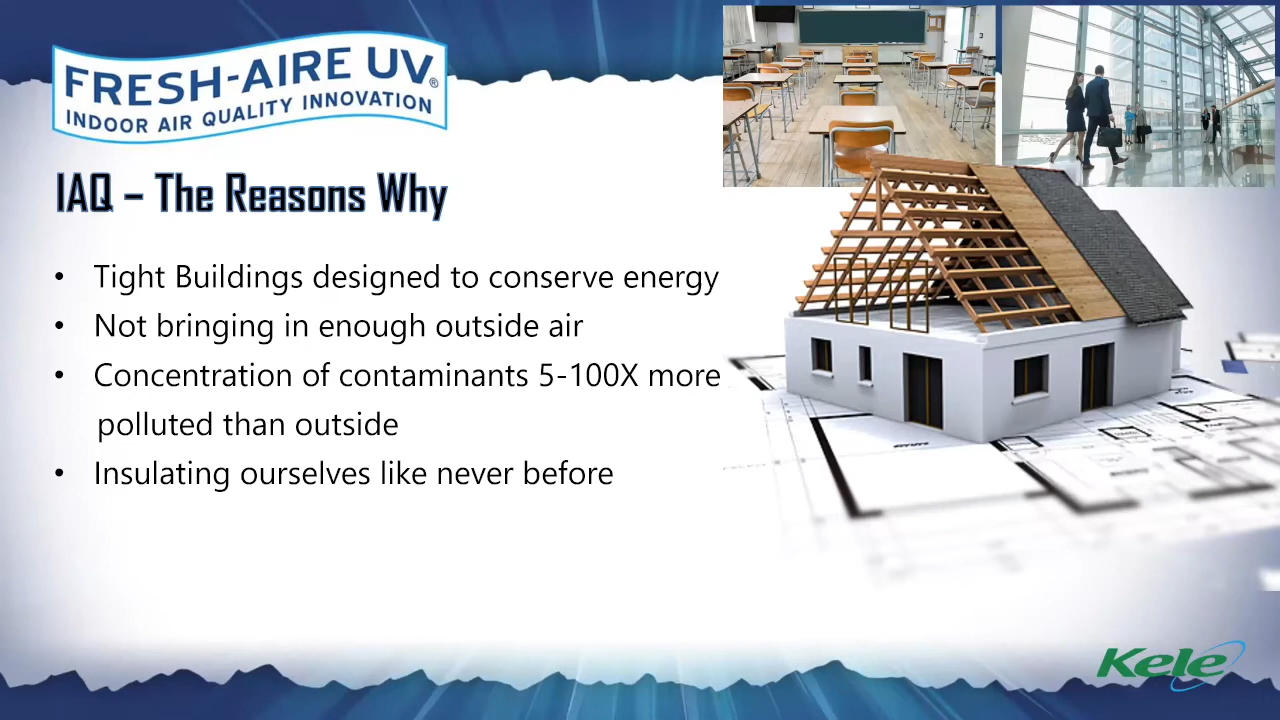 FRESH-AIRE UV®
INDOOR AIR QUALITY INNOVATION
IAQ – The Reasons Why
• Tight Buildings designed to conserve energy
• Not bringing in enough outside air
• Concentration of contaminants 5-100X more
polluted than outside
• Insulating ourselves like never before
Kele